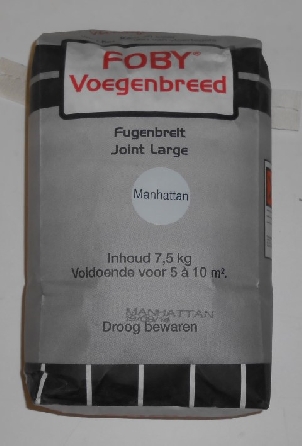 FOBY®
Voegenbreed
Fugenbreit
Joint Large
Manhattan
Inhoud 7,5 kg
Voldoende voor 5 à 10 m².
MANHATTAN
Droog bewaren